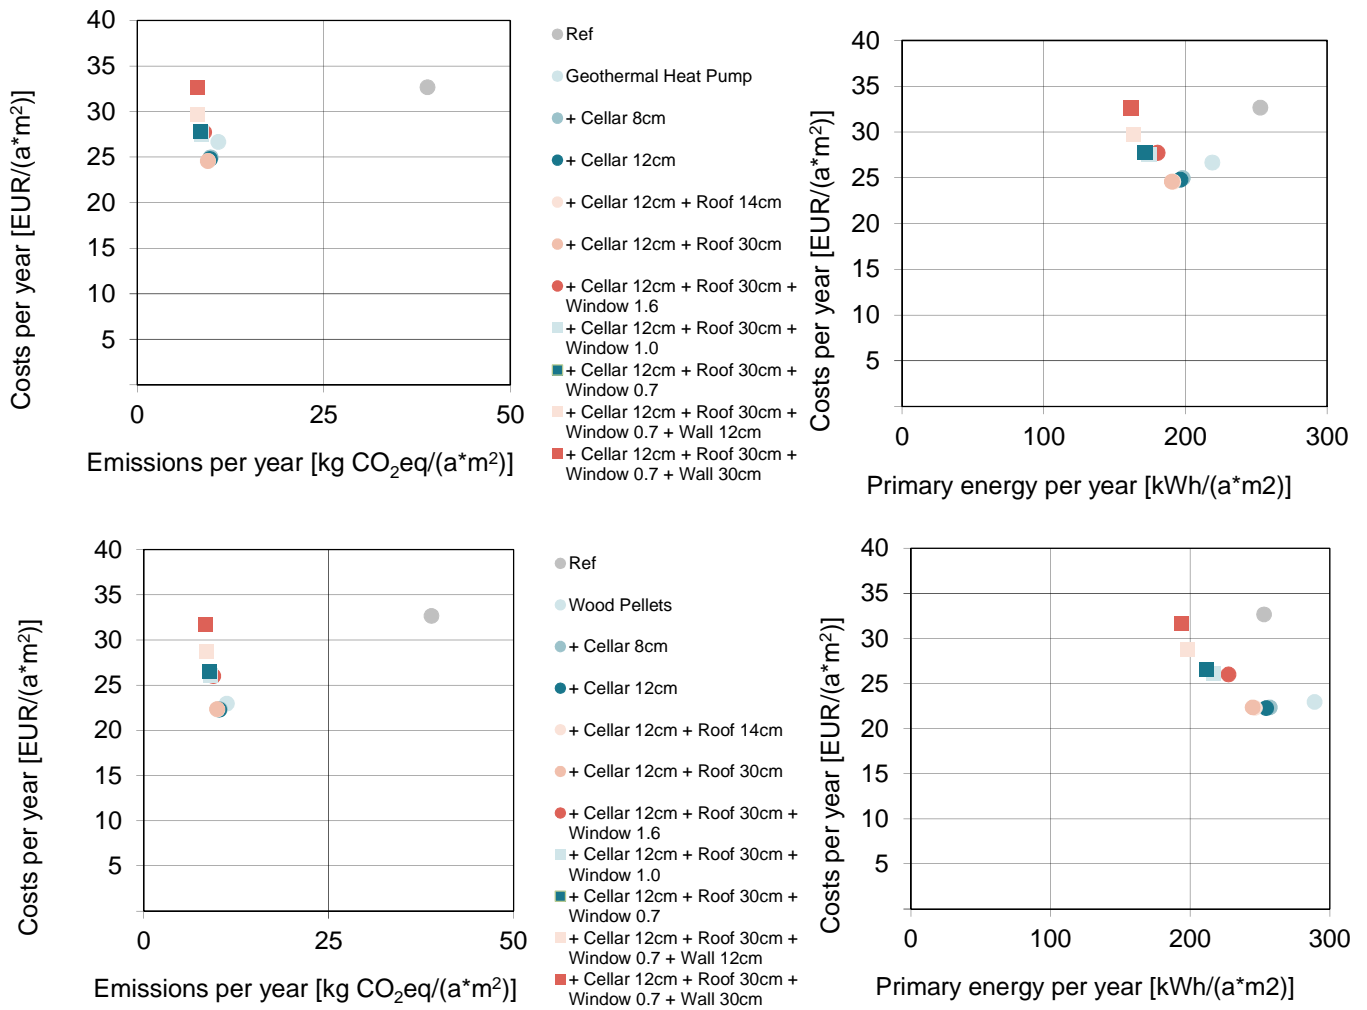 40
35
30
25
20
15
10
5
0
25
50
Costs per year [EUR/(a*m²)]
Emissions per year [kg CO₂eq/(a*m²)]
Ref
Geothermal Heat Pump
+ Cellar 8cm
+ Cellar 12cm
+ Cellar 12cm + Roof 14cm
+ Cellar 12cm + Roof 30cm
+ Cellar 12cm + Roof 30cm +
Window 1.6
+ Cellar 12cm + Roof 30cm +
Window 1.0
+ Cellar 12cm + Roof 30cm +
Window 0.7
+ Cellar 12cm + Roof 30cm +
Window 0.7 + Wall 12cm
+ Cellar 12cm + Roof 30cm +
Window 0.7 + Wall 30cm
40
35
30
25
20
15
10
5
0
100
200
300
Costs per year [EUR/(a*m²)]
Primary energy per year [kWh/(a*m2)]
40
35
30
25
20
15
10
5
0
25
50
Costs per year [EUR/(a*m²)]
Emissions per year [kg CO₂eq/(a*m²)]
Ref
Wood Pellets
+ Cellar 8cm
+ Cellar 12cm
+ Cellar 12cm + Roof 14cm
+ Cellar 12cm + Roof 30cm
+ Cellar 12cm + Roof 30cm +
Window 1.6
+ Cellar 12cm + Roof 30cm +
Window 1.0
+ Cellar 12cm + Roof 30cm +
Window 0.7
+ Cellar 12cm + Roof 30cm +
Window 0.7 + Wall 12cm
+ Cellar 12cm + Roof 30cm +
Window 0.7 + Wall 30cm
40
35
30
25
20
15
10
5
0
100
200
300
Costs per year [EUR/(a*m²)]
Primary energy per year [kWh/(a*m2)]